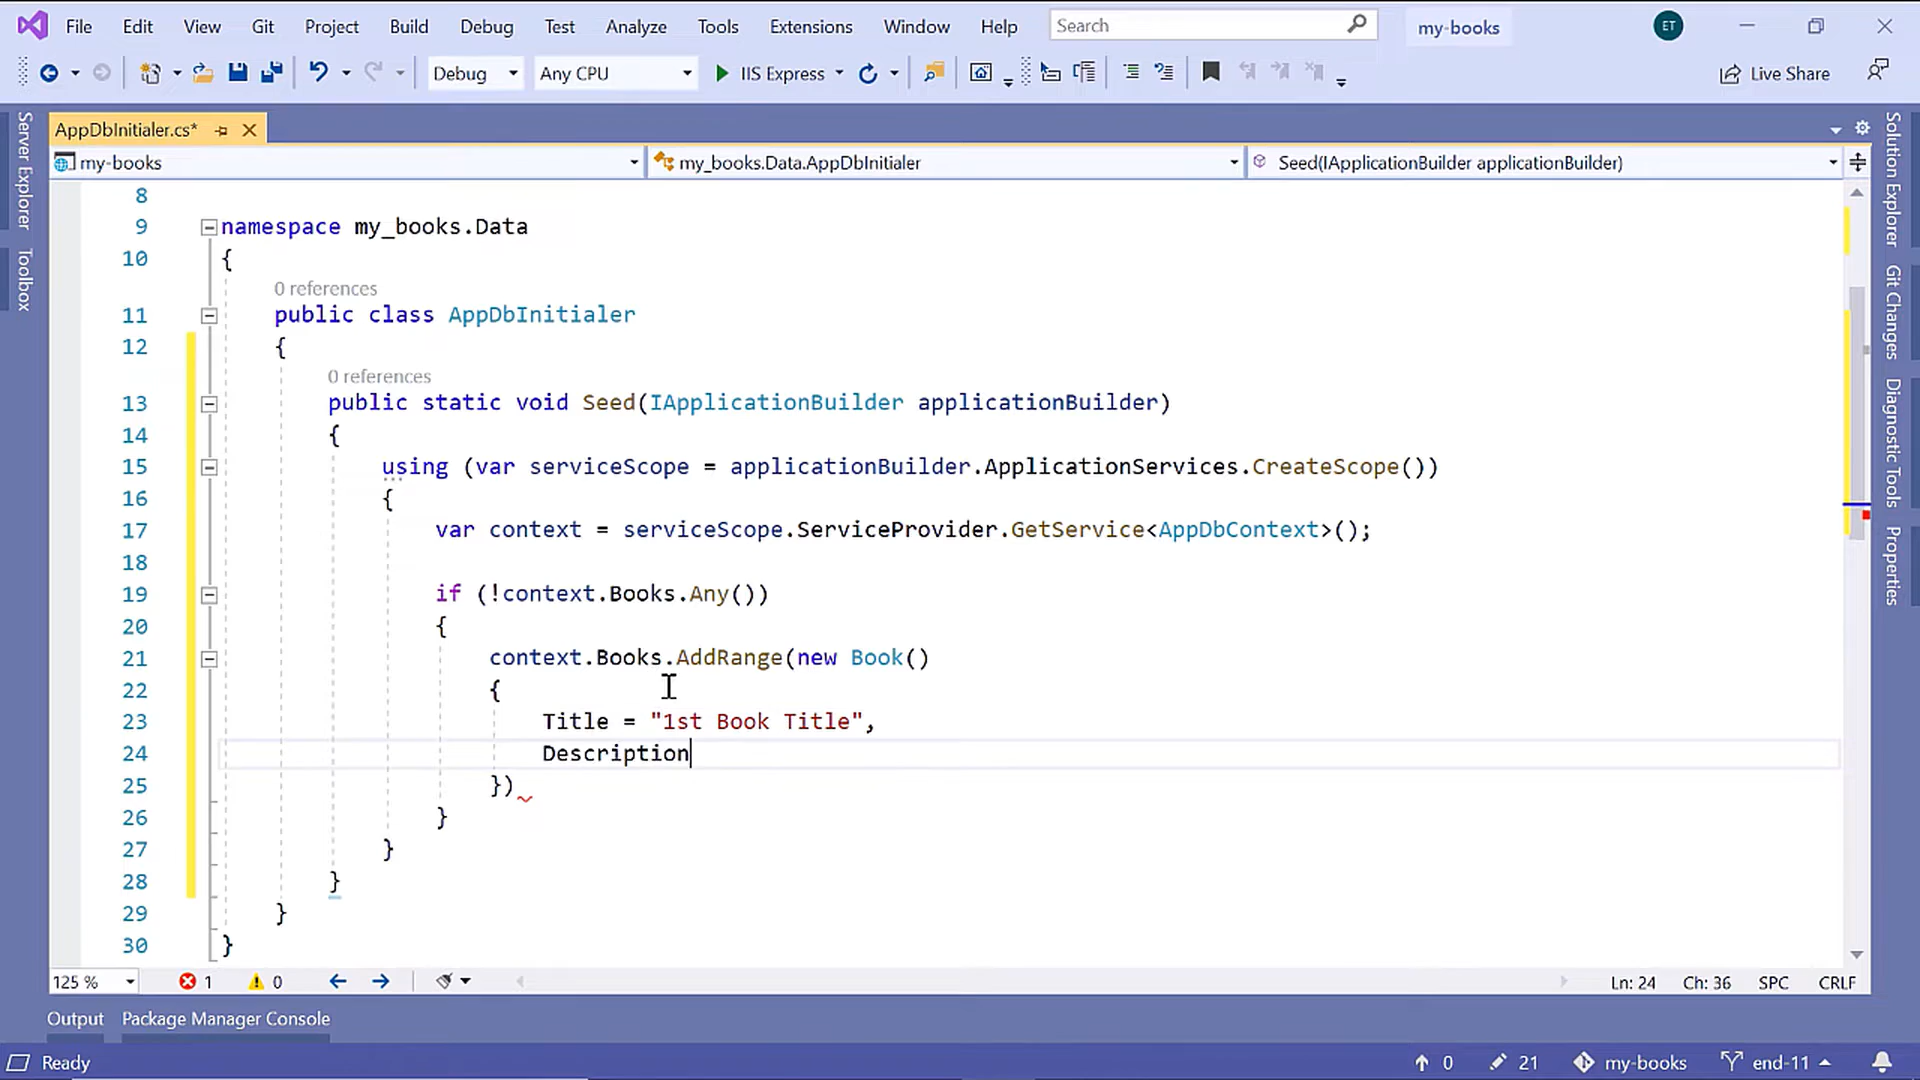 File Edit View Git Project Build Debug Test Analyze Tools Extensions Window Help Search my-books ET
Debug Any CPU IIS Express Live Share
AppDbInitialer.cs*
my-books my_books.Data.AppDbInitialer Seed(IApplicationBuilder applicationBuilder)
Server Explorer
Toolbox
8
9 namespace my_books.Data
10 {
0 references
11 public class AppDbInitialer
12 {
0 references
13 public static void Seed(IApplicationBuilder applicationBuilder)
14 {
15 using (var serviceScope = applicationBuilder.ApplicationServices.CreateScope())
16 {
17 var context = serviceScope.ServiceProvider.GetService<AppDbContext>();
18
19 if (!context.Books.Any())
20 {
21 context.Books.AddRange(new Book()
22 {
23 Title = "1st Book Title",
24 Description
25 })
26 }
27 }
28 }
29 }
30 }
Solution Explorer
Git Changes
Diagnostic Tools
Properties
125 % 1 0 Ln: 24 Ch: 36 SPC CRLF
Output Package Manager Console
Ready 0 21 my-books end-11